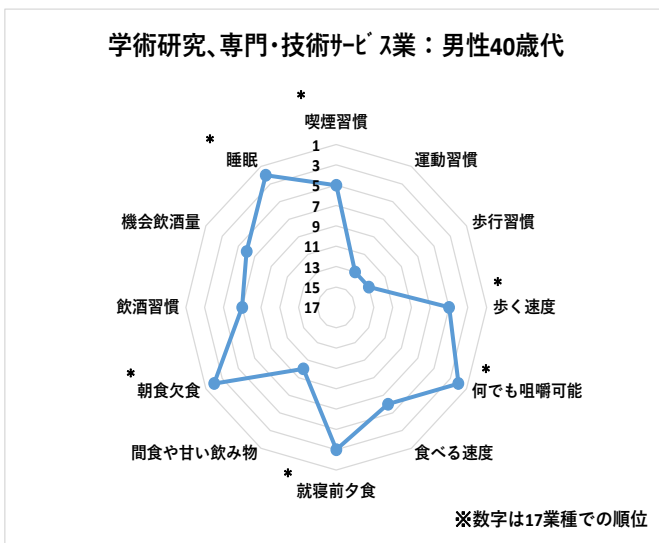 学術研究、専門・技術サービス業：男性40歳代
*
喫煙習慣
*
睡眠
運動習慣
機会飲酒量
歩行習慣
飲酒習慣
*
歩く速度
*
朝食欠食
*
何でも咀嚼可能
間食や甘い飲み物
食べる速度
*
就寝前夕食
1
3
5
7
9
11
13
15
17
※数字は17業種での順位